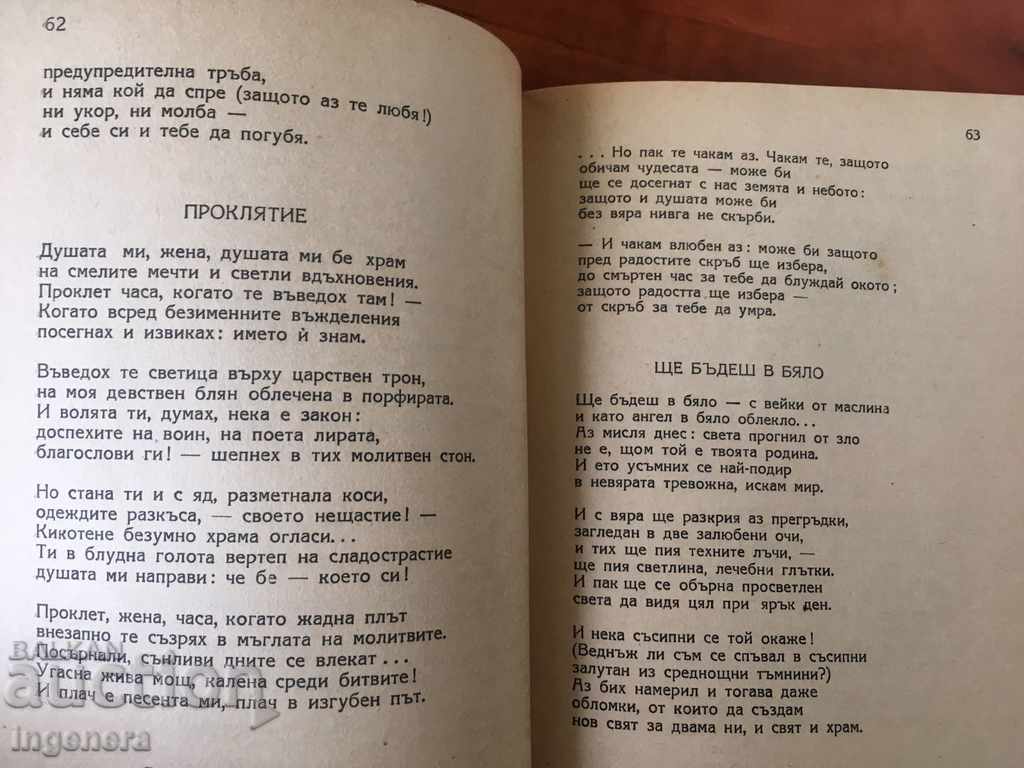 62
предупредителна тръба,
и няма кой да спре (защото аз те любя!)
ни укор, ни молба —
и себе си и тебе да погубя.
ПРОКЛЯТИЕ
Душата ми, жена, душата ми бе храм
на смелите мечти и светли вдъхновения.
Проклет часа, когато те въведох там! —
Когато всред безименните въжделения
посегнах и извиках: името ѝ знам.
Въведох те светица върху царствен трон,
на моя девствен блян облечена в порфирата.
И волята ти, думах, нека е закон:
доспехите на воин, на поета лирата,
благослови ги! — шепнех в тих молитвен стон.
Но стана ти и с яд, разметнала коси,
одеждите разкъса, — своето нещастие! —
Кикотене безумно храма огласи...
Ти в блудна голота вертеп на сладострастие
душата ми направи: че бе — което си!
Проклет, жена, часа, когато жадна плът
внезапно те съзрях в мъглата на молитвите.
Посърнали, сънливи дните се влекат...
Угасна жива мощ, калена среди битвите!
И плач е песента ми, плач в изгубен път.
63
... Но пак те чакам аз. Чакам те, защото
обичам чудесата — може би
ще се досегнат с нас земята и небото:
защото и душата може би
без вяра нивга не скърби.
— И чакам влюбен аз: може би защото
пред радостите скръб ще избера,
до смъртен час за тебе да блуждай окото;
защото радостта ще избера —
от скръб за тебе да умра.
ЩЕ БЪДЕШ В БЯЛО
Ще бъдеш в бяло — с вейки от маслина
и като ангел в бяло облекло...
Аз мисля днес: света прогнил от зло
не е, щом той е твоята родина.
И ето усъмних се най-подир
в невярата тревожна, искам мир.
И с вяра ще разкрия аз прегръдки,
загледан в две залюбени очи,
и тих ще пия техните лъчи, —
ще пия светлина, лечебни глътки.
И пак ще се обърна просветлен
света да видя цял при ярък ден.
И нека съсипни се той окаже!
(Веднъж ли съм се спъвал в съсипни
залутан из среднощни тъмнини?)
Аз бих намерил и тогава даже
обломки, от които да създам
нов свят за двама ни, и свят и храм.
BALKAN
auction
ingenera